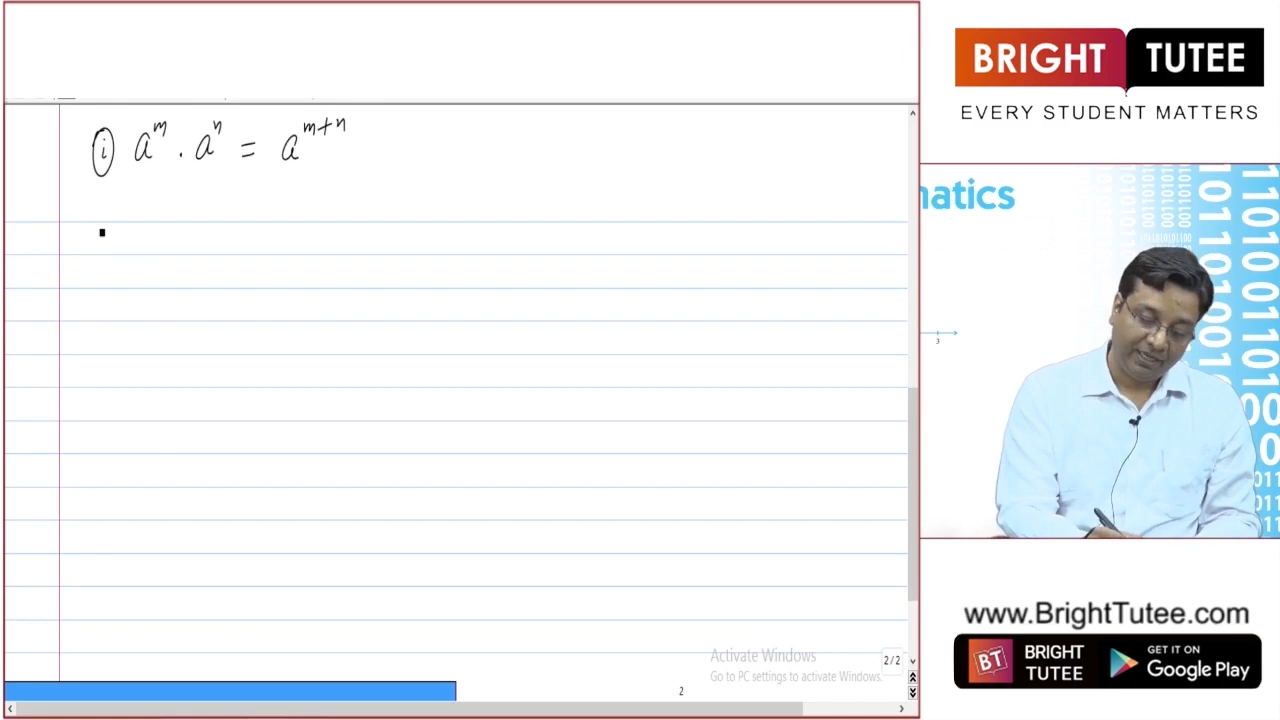 (i) a^m . a^n = a^{m+n}
BRIGHT TUTEE
EVERY STUDENT MATTERS
natics
3
Activate Windows
Go to PC settings to activate Windows.
2/2
2
www.BrightTutee.com
BT BRIGHT TUTEE
GET IT ON
Google Play